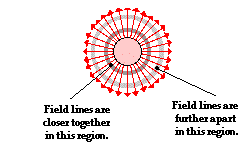 Field lines are
closer together
in this region.
Field lines are
further apart
in this region.